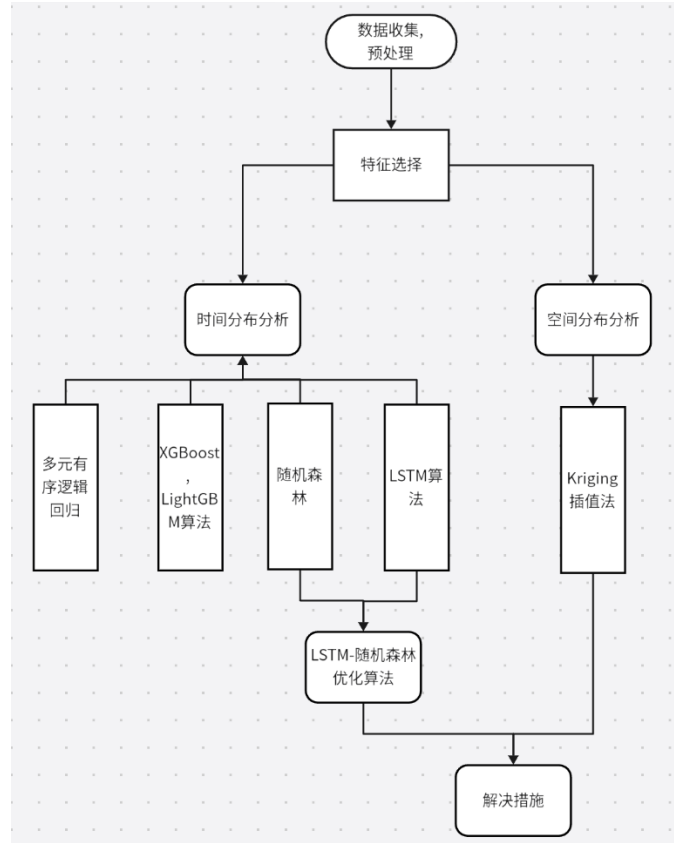 数据收集,
预处理
特征选择
时间分布分析
空间分布分析
多元有
序逻辑
回归
XGBoost
,
LightGB
M算法
随机森
林
LSTM算
法
Kriging
插值法
LSTM-随机森林
优化算法
解决措施